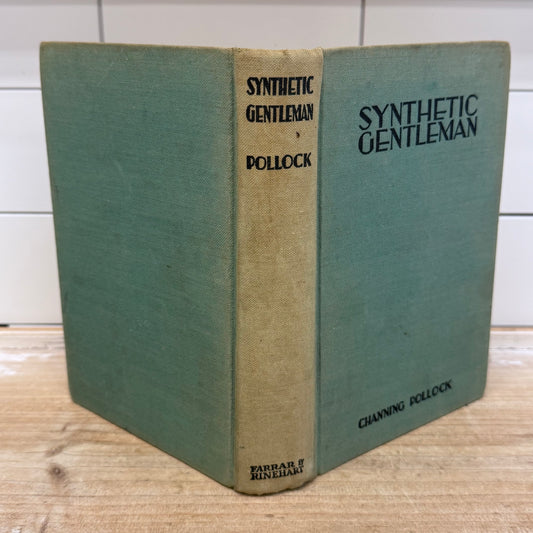 SYNTHETIC
GENTLEMAN
POLLOCK
FARRAR &
RINEHART
SYNTHETIC
GENTLEMAN
CHANNING POLLOCK